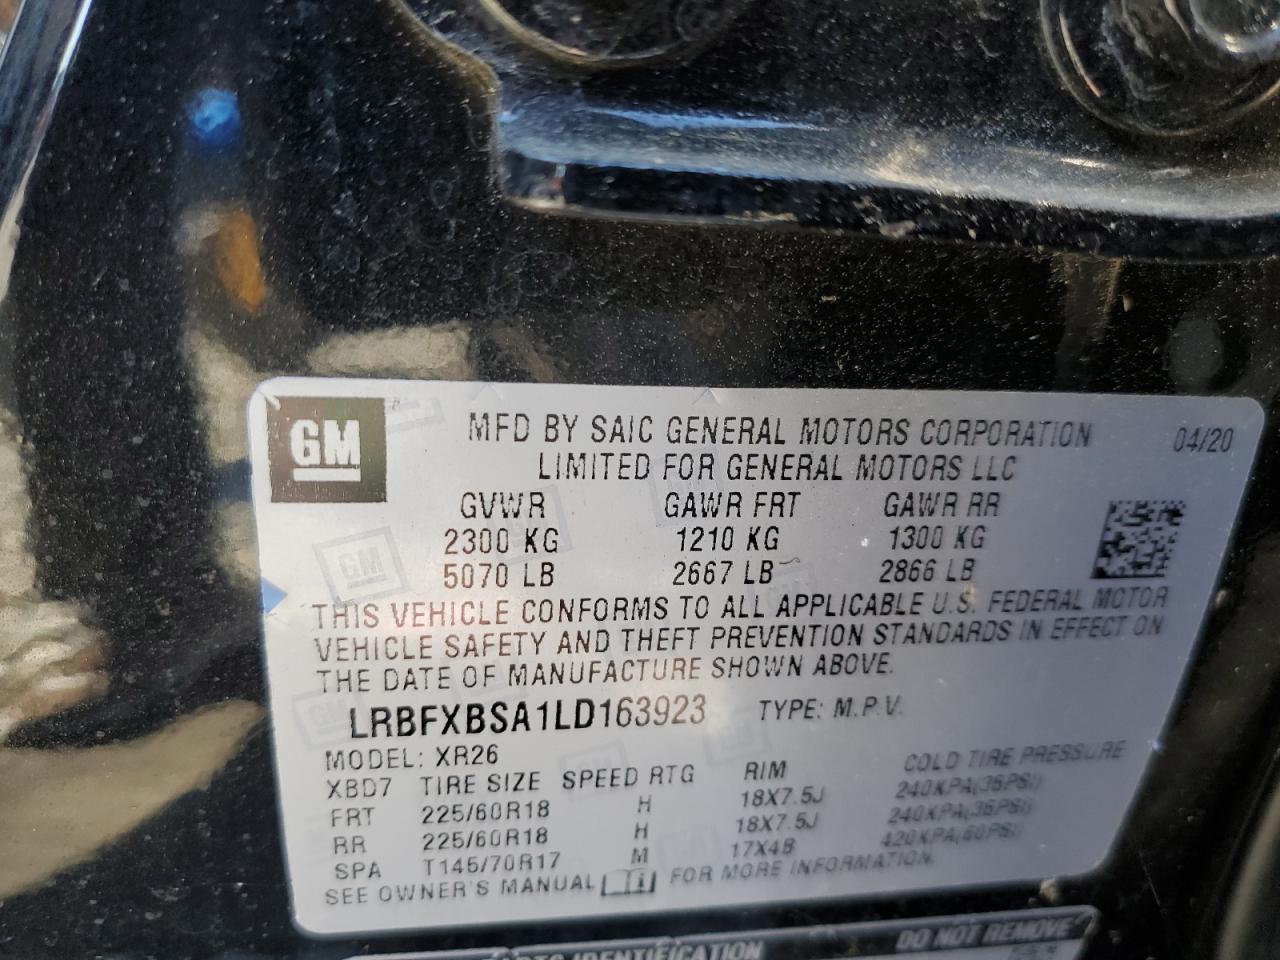 GM
MFD BY SAIC GENERAL MOTORS CORPORATION 04/20
LIMITED FOR GENERAL MOTORS LLC
GVWR GAWR FRT GAWR RR
2300 KG 1210 KG 1300 KG
5070 LB 2667 LB 2866 LB
THIS VEHICLE CONFORMS TO ALL APPLICABLE U.S. FEDERAL MOTOR
VEHICLE SAFETY AND THEFT PREVENTION STANDARDS IN EFFECT ON
THE DATE OF MANUFACTURE SHOWN ABOVE.
LRBFXBSA1LD163923 TYPE: M.P.V.
MODEL: XR26
XBD7 TIRE SIZE SPEED RTG RIM COLD TIRE PRESSURE
FRT 225/60R18 H 18X7.5J 240KPA(35PSI)
RR 225/60R18 H 18X7.5J 240KPA(35PSI)
SPA T145/70R17 M 17X4B 420KPA(60PSI)
SEE OWNER'S MANUAL FOR MORE INFORMATION.
IDENTIFICATION DO NOT REMOVE